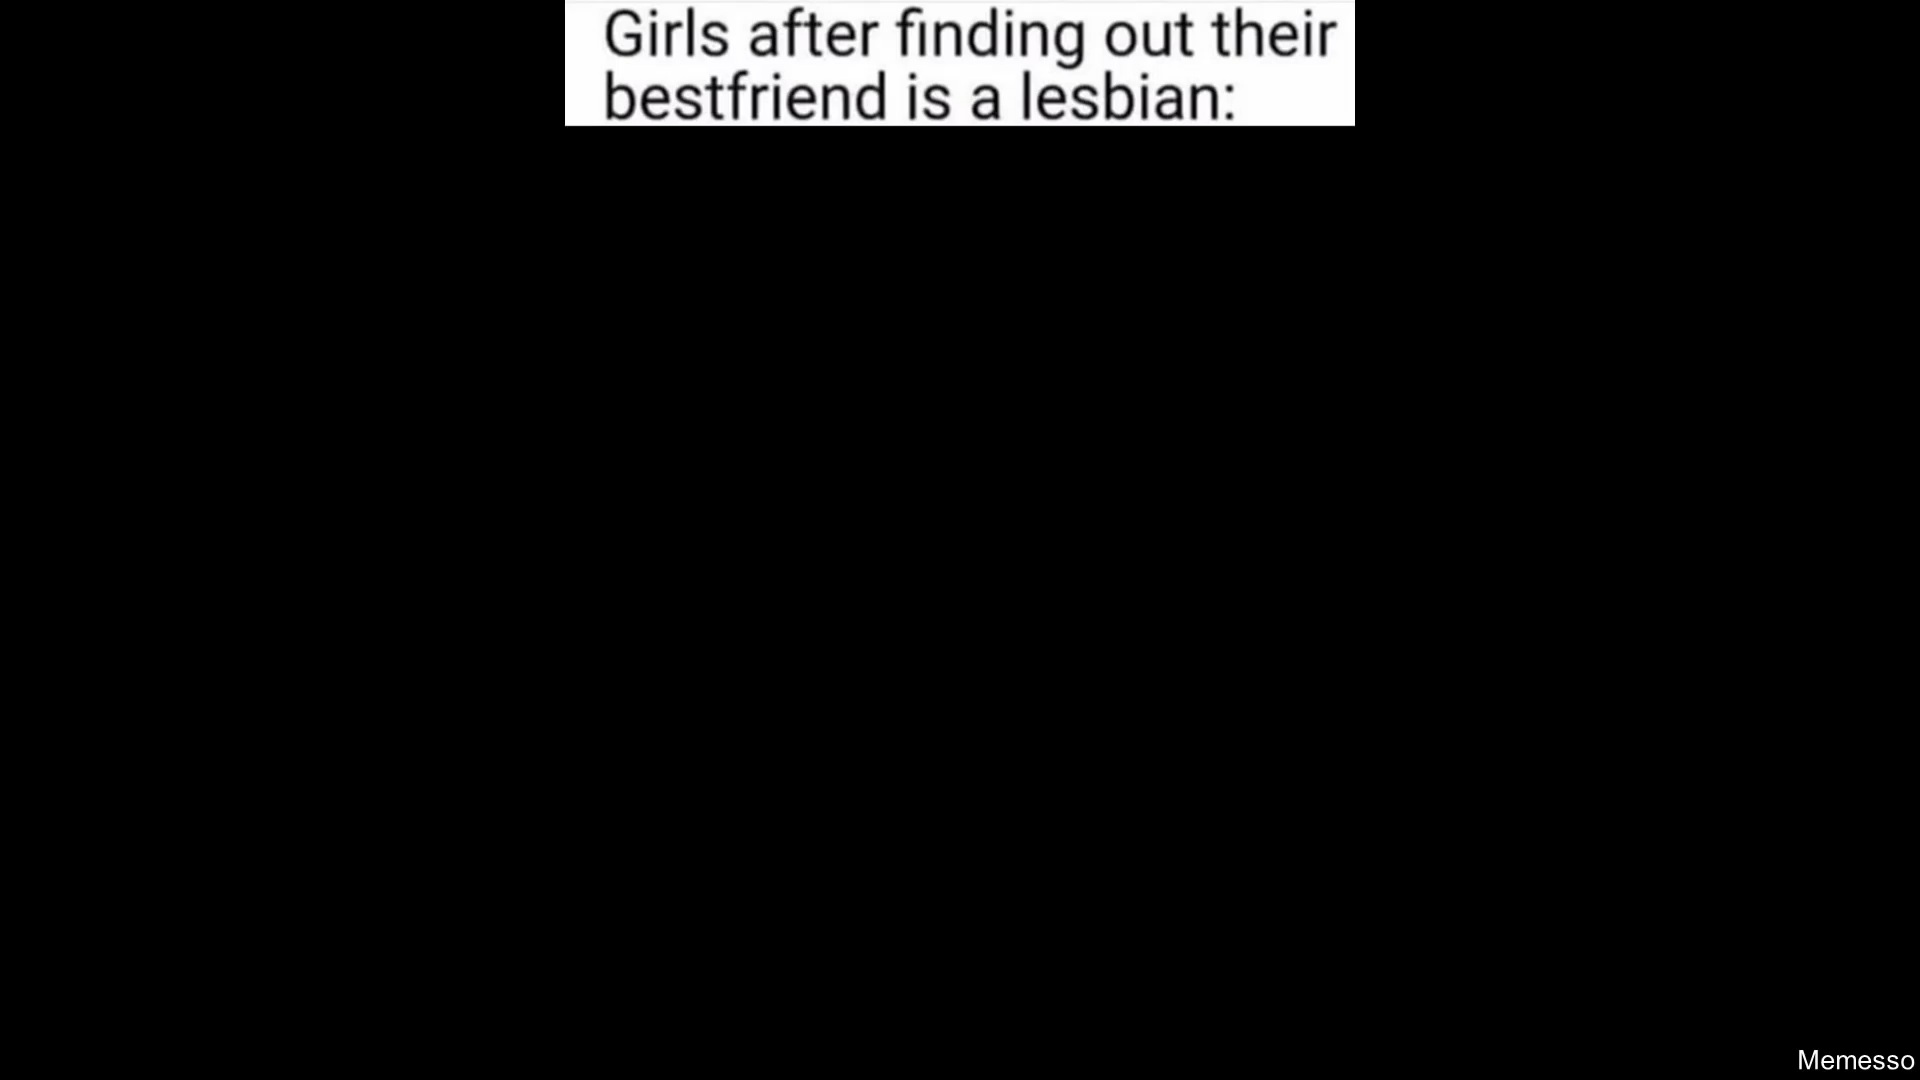 Girls after finding out their
bestfriend is a lesbian:
Memesso